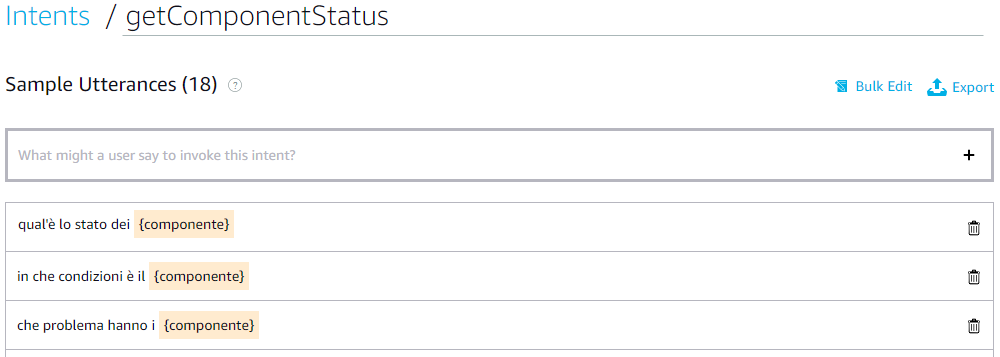 Intents / getComponentStatus
Sample Utterances (18) ?
Bulk Edit Export
What might a user say to invoke this intent? +
qual'è lo stato dei {componente}
in che condizioni è il {componente}
che problema hanno i {componente}